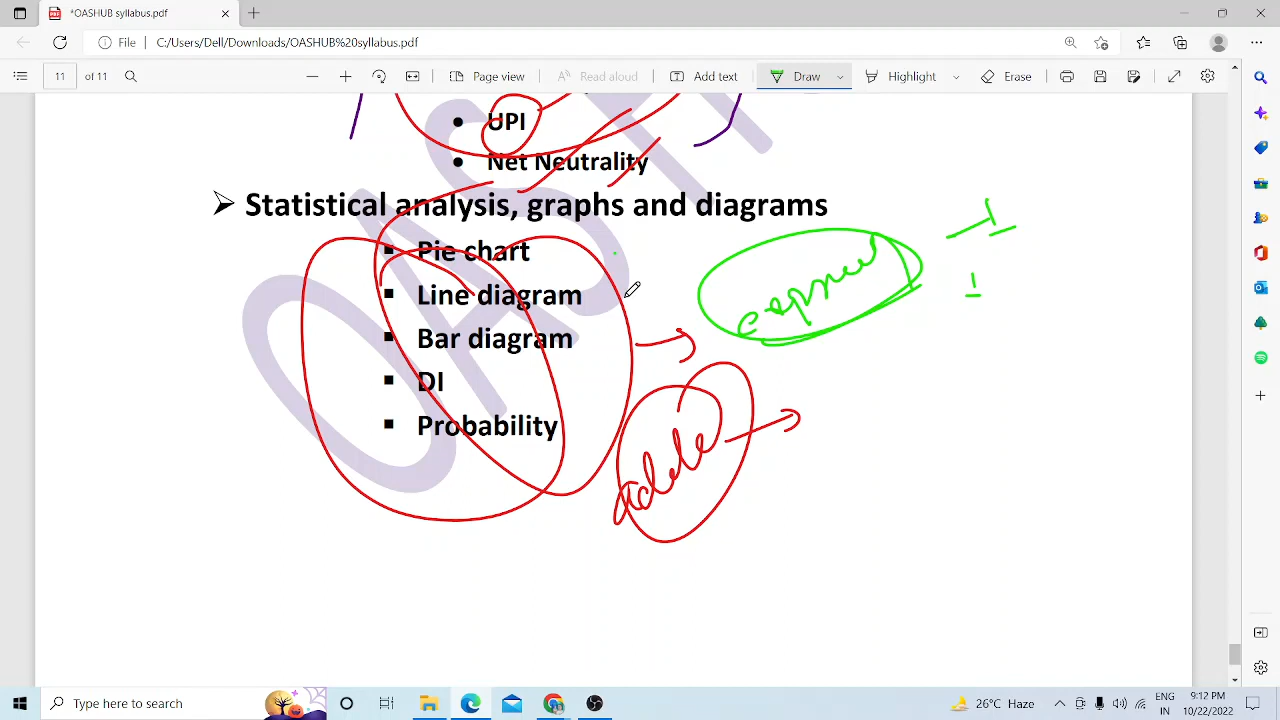 *OASHUB syllabus.pdf
File C:/Users/Dell/Downloads/OASHUB%20syllabus.pdf
11 of 11 Page view Read aloud Add text Draw Highlight Erase
• UPI
• Net Neutrality
➢ Statistical analysis, graphs and diagrams
▪ Pie chart
▪ Line diagram
▪ Bar diagram
▪ DI
▪ Probability
Type here to search
26°C Haze
ENG
IN
9:12 PM
10/22/2022